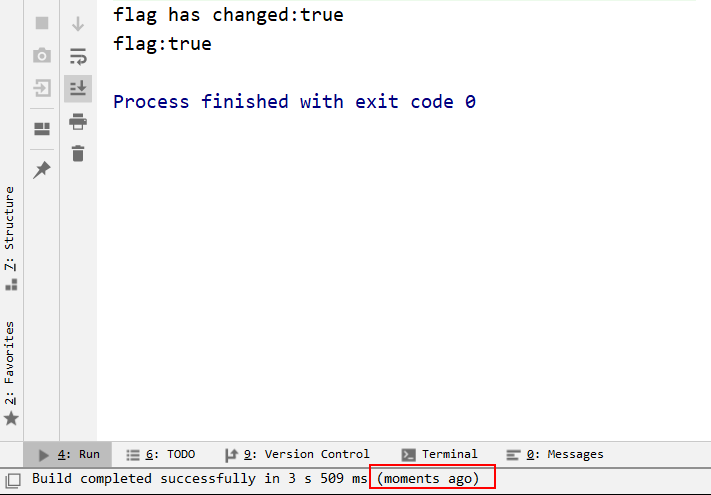 flag has changed:true
flag:true
Process finished with exit code 0
7: Structure
2: Favorites
4: Run 6: TODO 9: Version Control Terminal 0: Messages
Build completed successfully in 3 s 509 ms (moments ago)